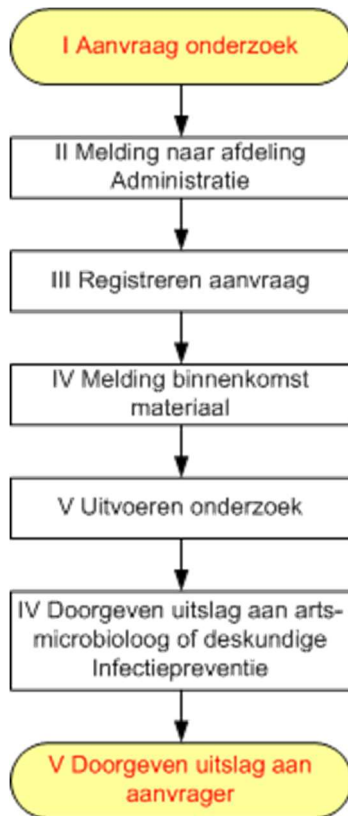 I Aanvraag onderzoek
II Melding naar afdeling
Administratie
III Registreren aanvraag
IV Melding binnenkomst
materiaal
V Uitvoeren onderzoek
IV Doorgeven uitslag aan arts-
microbioloog of deskundige
Infectiepreventie
V Doorgeven uitslag aan
aanvrager